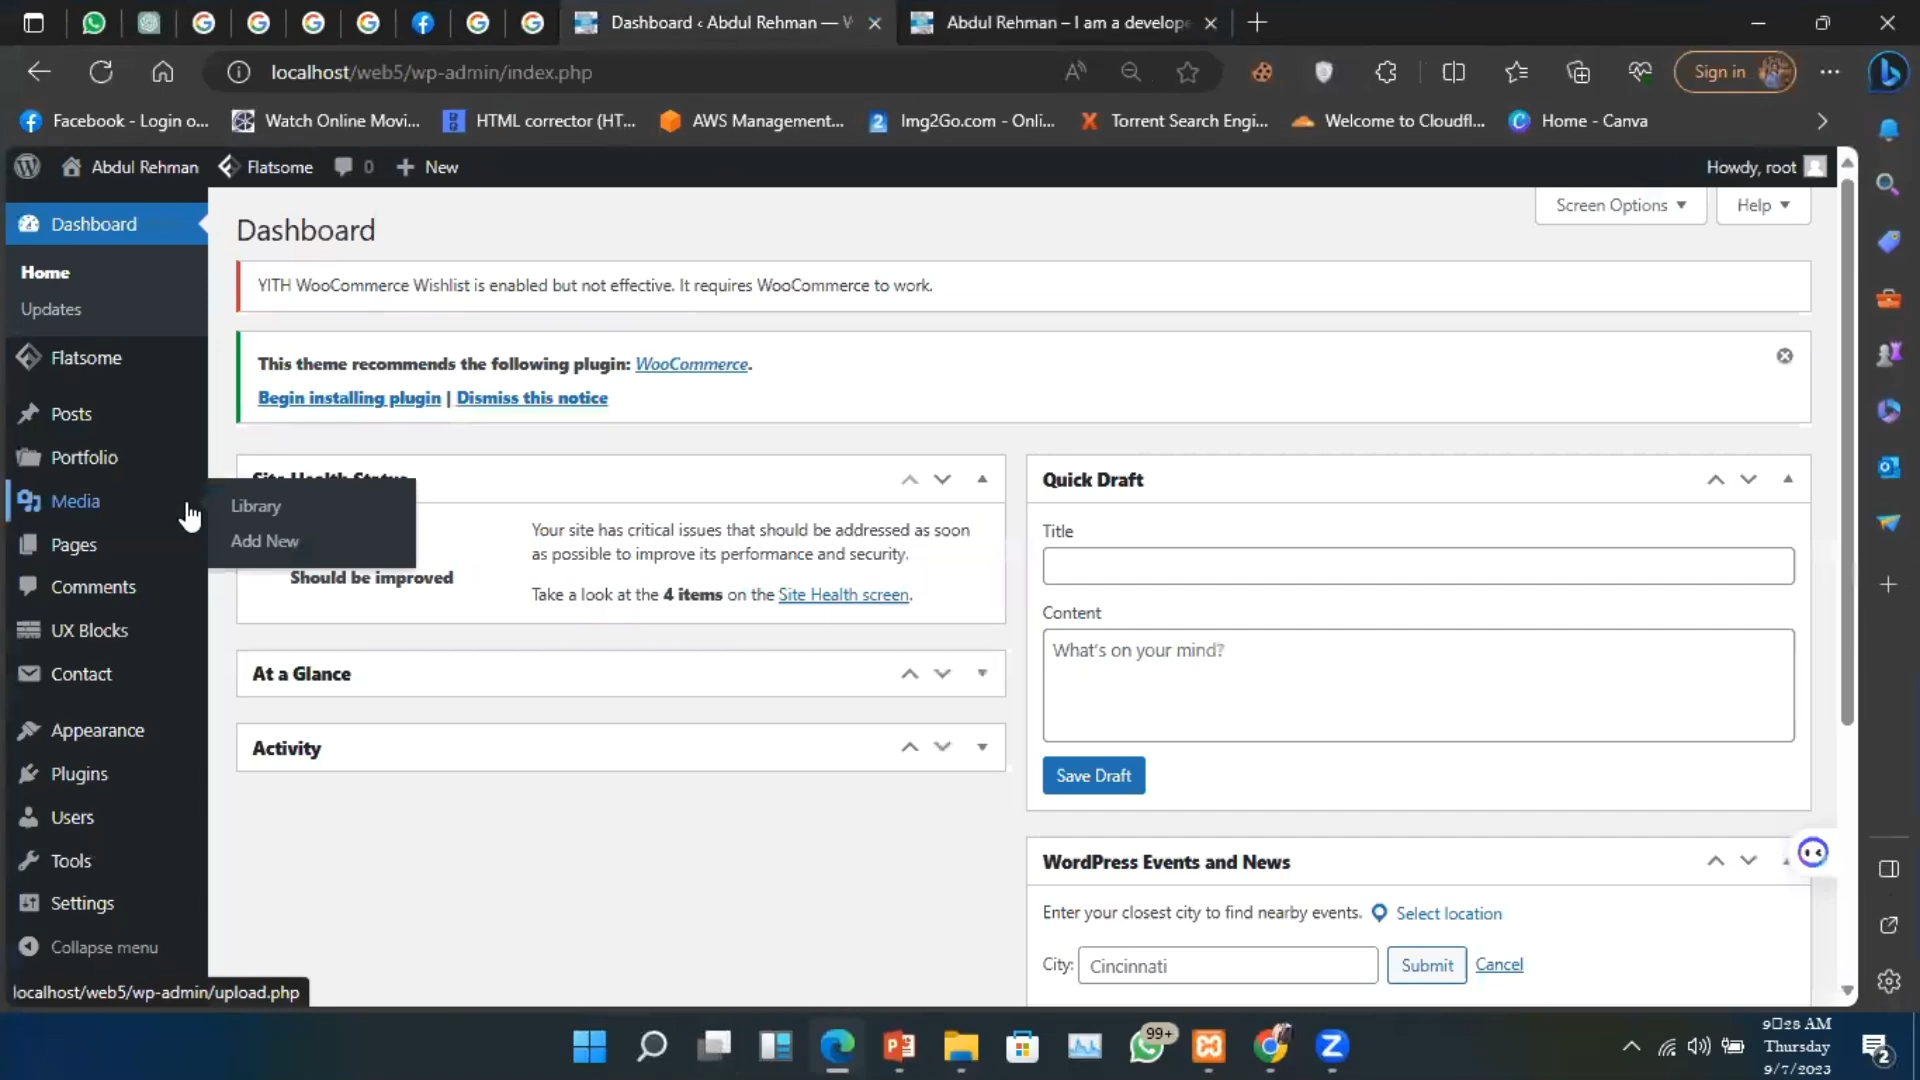 Dashboard ‹ Abdul Rehman —
Abdul Rehman – I am a develope
localhost/web5/wp-admin/index.php
Sign in
Facebook - Login o...
Watch Online Movi...
HTML corrector (HT...
AWS Management...
Img2Go.com - Onli...
Torrent Search Engi...
Welcome to Cloudfl...
Home - Canva
Abdul Rehman
Flatsome
0
New
Howdy, root
Dashboard
Home
Updates
Flatsome
Posts
Portfolio
Media
Pages
Comments
UX Blocks
Contact
Appearance
Plugins
Users
Tools
Settings
Collapse menu
Library
Add New
localhost/web5/wp-admin/upload.php
Screen Options
Help
Dashboard
YITH WooCommerce Wishlist is enabled but not effective. It requires WooCommerce to work.
This theme recommends the following plugin: WooCommerce.
Begin installing plugin | Dismiss this notice
Site Health Status
Should be improved
Your site has critical issues that should be addressed as soon
as possible to improve its performance and security.
Take a look at the 4 items on the Site Health screen.
At a Glance
Activity
Quick Draft
Title
Content
What's on your mind?
Save Draft
WordPress Events and News
Enter your closest city to find nearby events. Select location
City: Cincinnati Submit Cancel
99+
9:28 AM
Thursday
9/7/2023
2